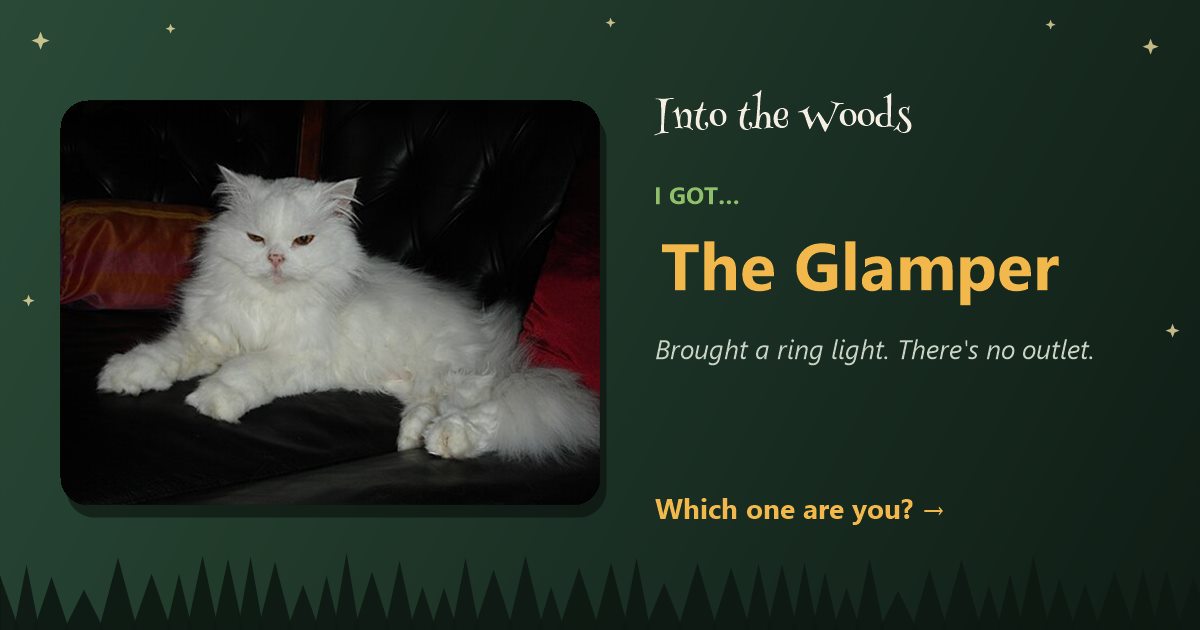 Into the Woods
I GOT...
The Glamper
Brought a ring light. There's no outlet.
Which one are you? →